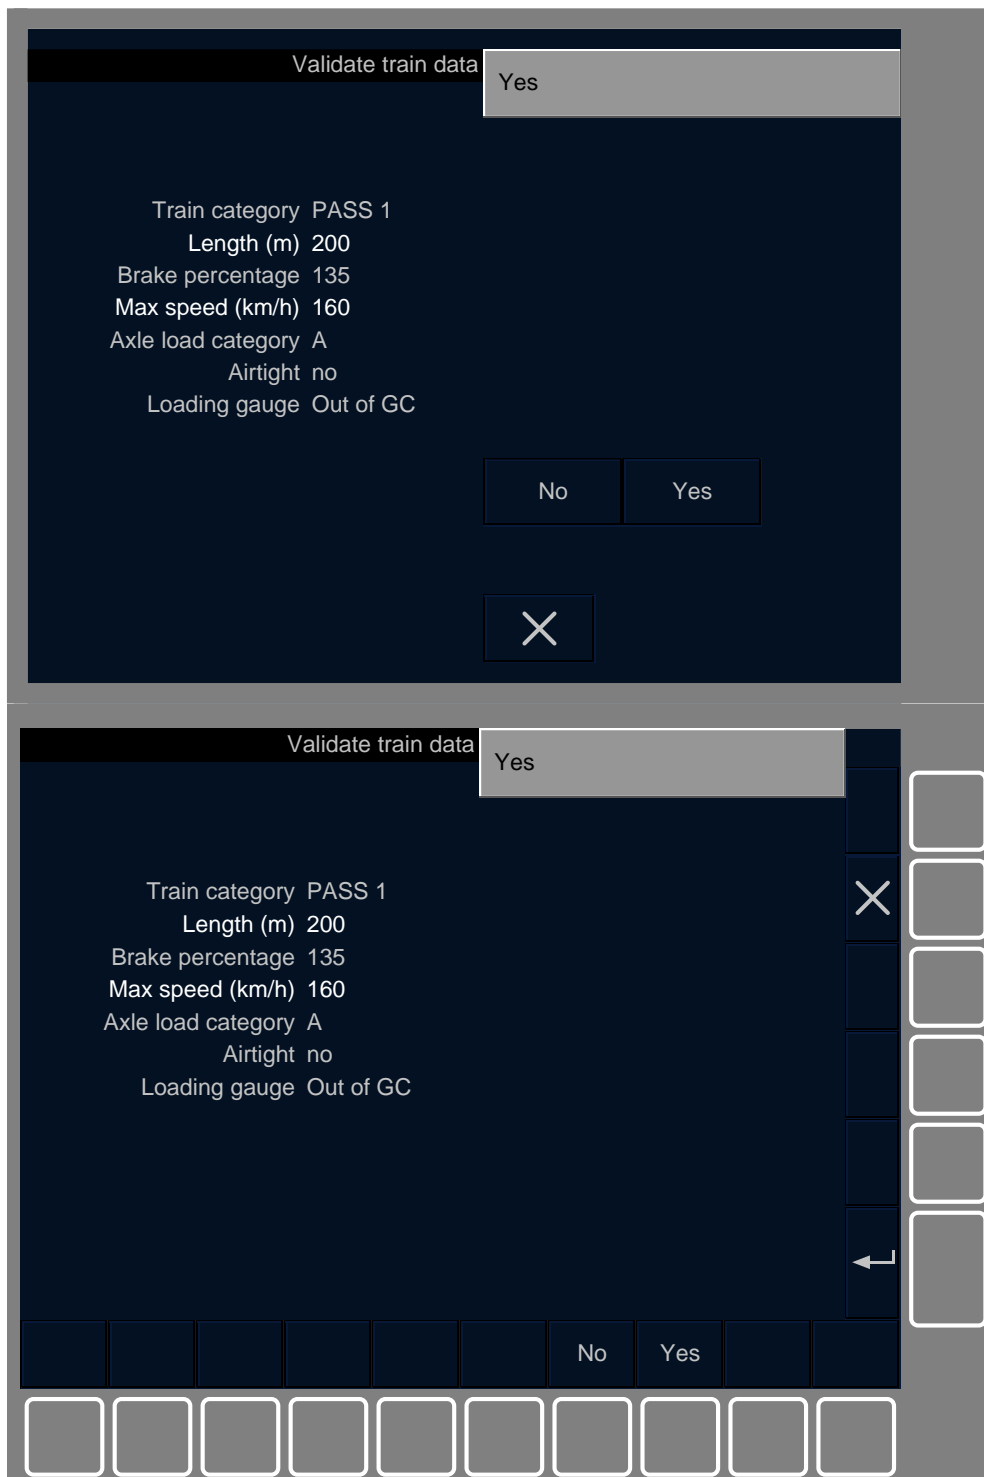 Validate train data Yes
Train category PASS 1
Length (m) 200
Brake percentage 135
Max speed (km/h) 160
Axle load category A
Airtight no
Loading gauge Out of GC
No Yes
Validate train data Yes
Train category PASS 1
Length (m) 200
Brake percentage 135
Max speed (km/h) 160
Axle load category A
Airtight no
Loading gauge Out of GC
No Yes